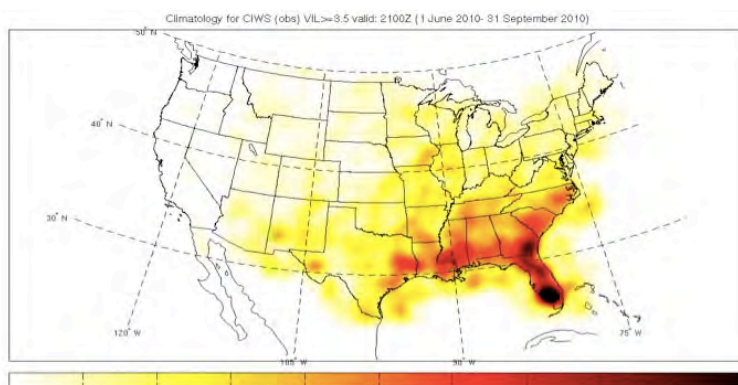 Climatology for CIWS (obs) VIL>=3.5 valid: 2100Z (1 June 2010- 31 September 2010)
50° N
40° N
30° N
120° W
105° W
90° W
75° W